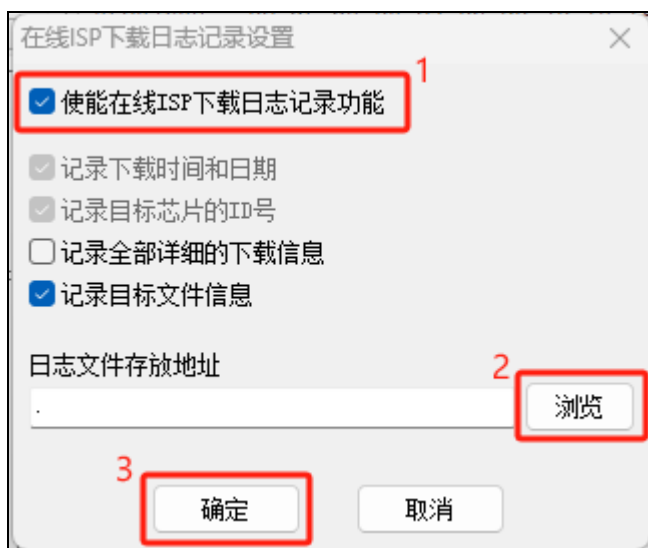 在线ISP下载日志记录设置
1
使能在线ISP下载日志记录功能
记录下载时间和日期
记录目标芯片的ID号
记录全部详细的下载信息
记录目标文件信息
日志文件存放地址
2
.
浏览
3
确定
取消